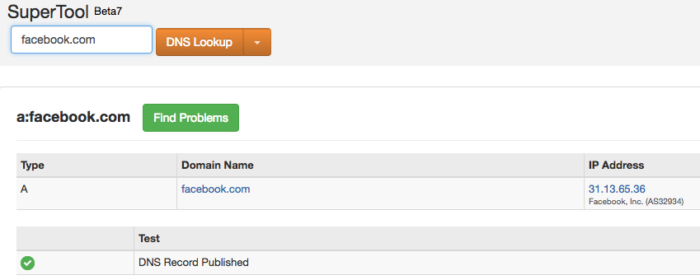 SuperTool Beta7
facebook.com DNS Lookup
a:facebook.com Find Problems
Type Domain Name IP Address
A facebook.com 31.13.65.36
Facebook, Inc. (AS32934)
Test
DNS Record Published